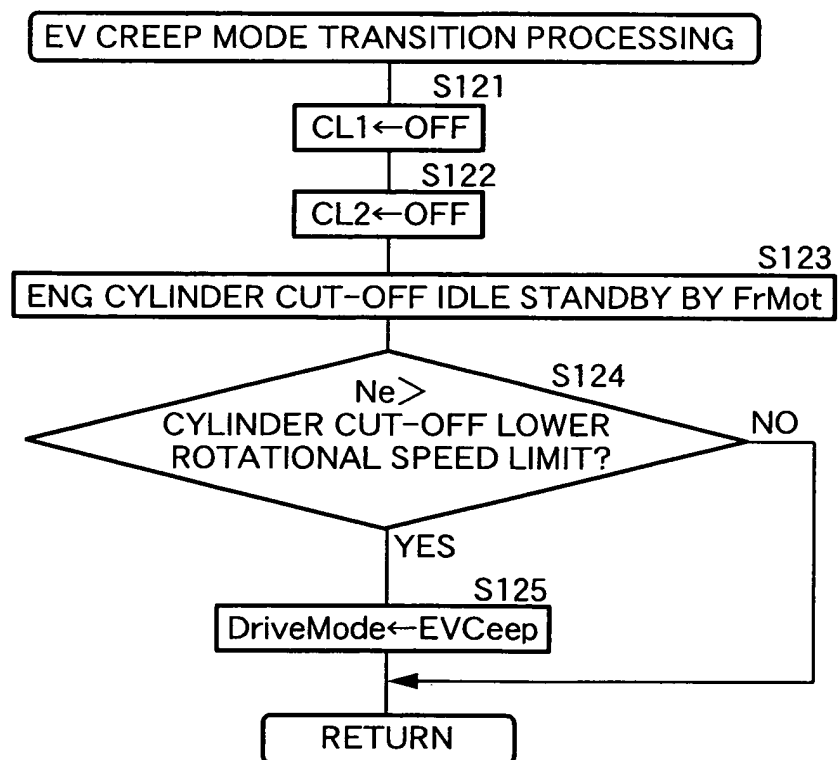 EV CREEP MODE TRANSITION PROCESSING
S121
CL1←OFF
S122
CL2←OFF
S123
ENG CYLINDER CUT-OFF IDLE STANDBY BY FrMot
S124
Ne>
CYLINDER CUT-OFF LOWER
ROTATIONAL SPEED LIMIT?
NO
YES
S125
DriveMode←EVCeep
RETURN